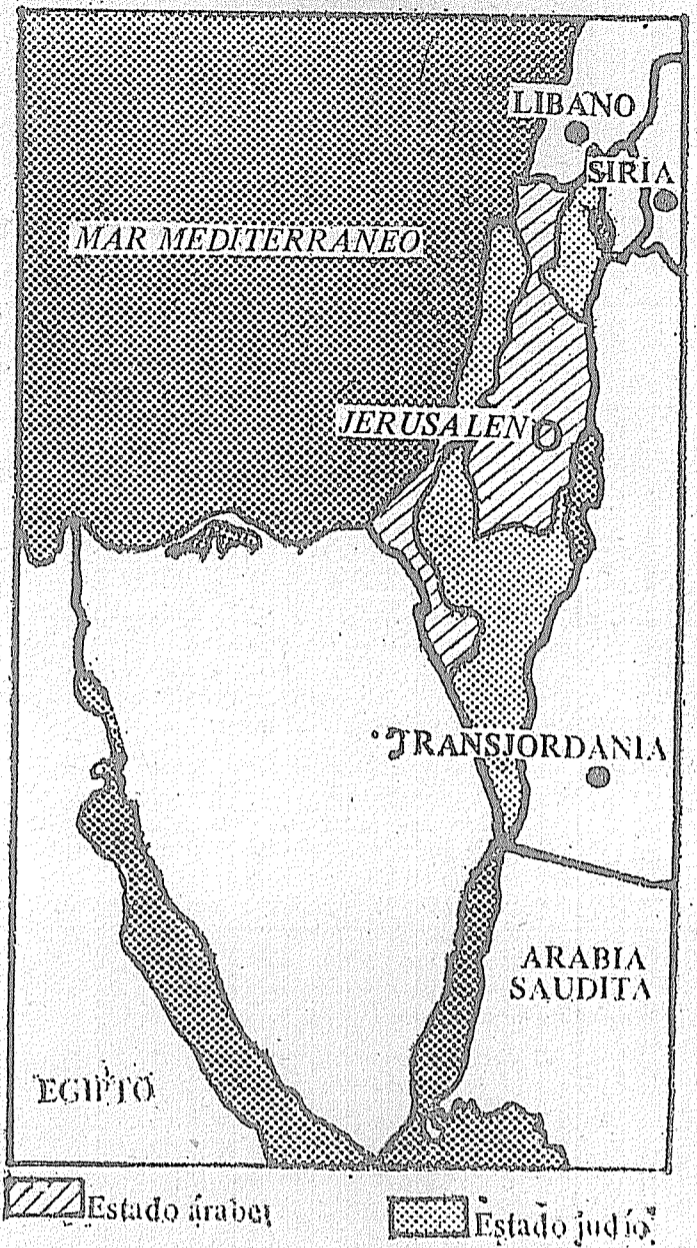 LIBANO
SIRIA
MAR MEDITERRANEO
JERUSALEN
TRANSJORDANIA
ARABIA
SAUDITA
EGIPTO
Estado árabe
Estado judío